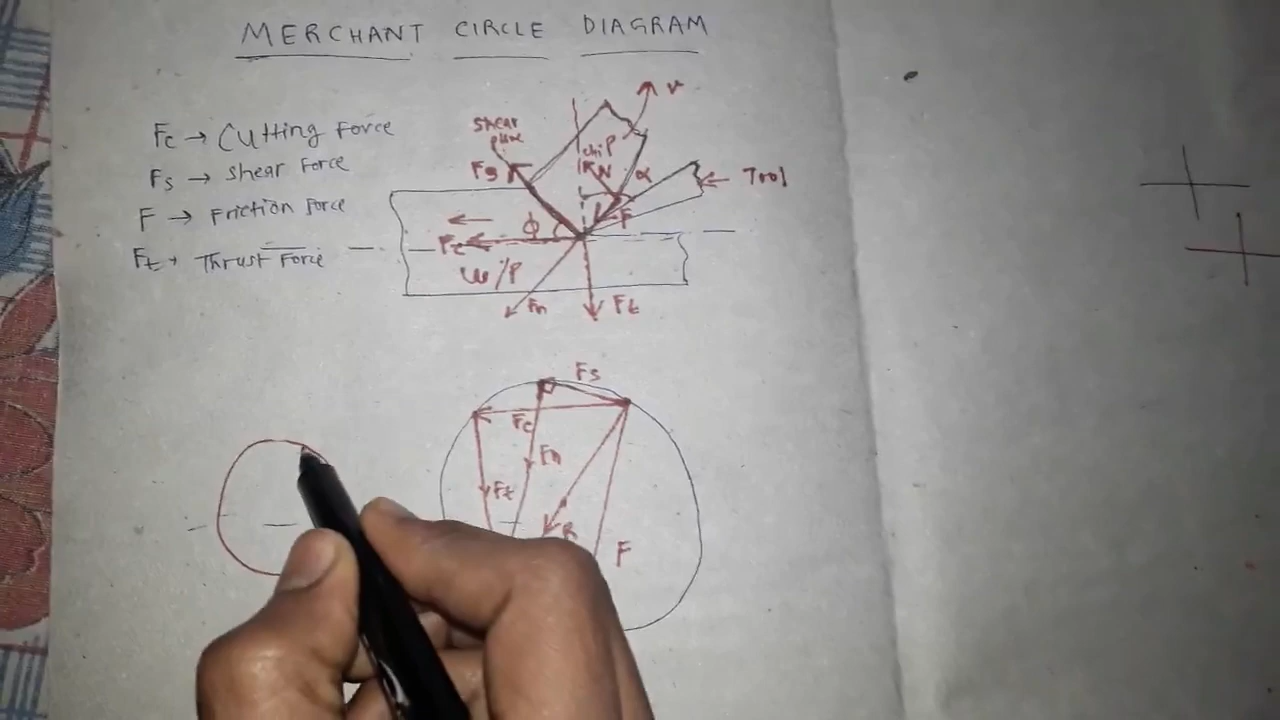 MERCHANT CIRCLE DIAGRAM
Fc → Cutting Force
Fs → shear Force
F → Friction Force
Ft → Thrust Force
shear
plane
Fs
chip
v
N
α
F
Tool
ϕ
Fc
W/P
Fn
Ft
Fs
Fc
Fn
Ft
R
F